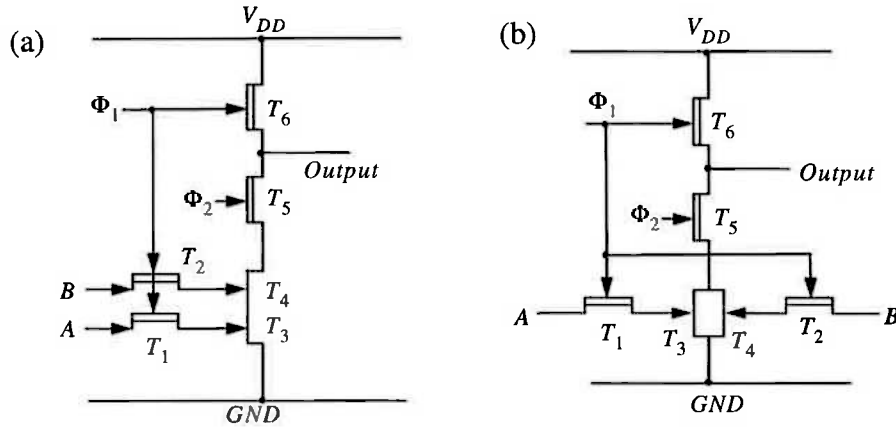 (a)
V_DD
Φ_1
T_6
Output
Φ_2
T_5
T_2
B
T_4
A
T_3
T_1
GND
(b)
V_DD
Φ_1
T_6
Output
Φ_2
T_5
A
B
T_1
T_3
T_4
T_2
GND